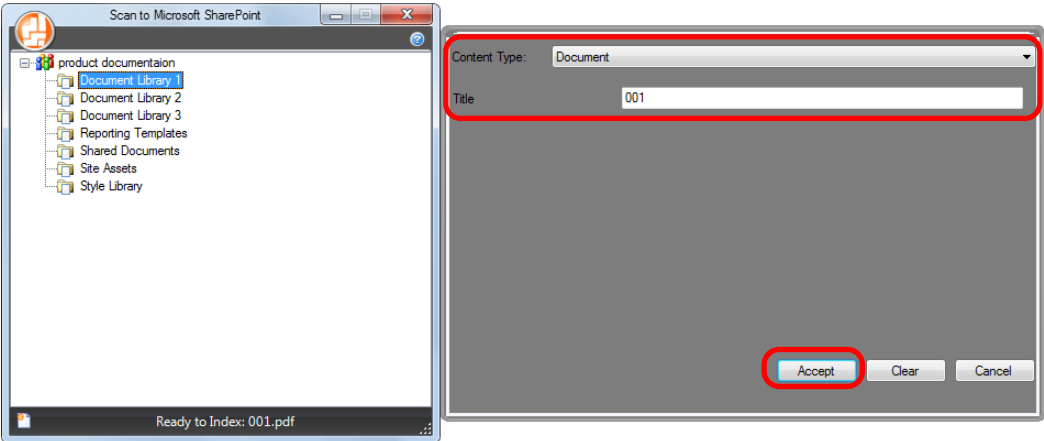 Scan to Microsoft SharePoint
product documentaion
Document Library 1
Document Library 2
Document Library 3
Reporting Templates
Shared Documents
Site Assets
Style Library
Ready to Index: 001.pdf
Content Type: Document
Title 001
Accept Clear Cancel